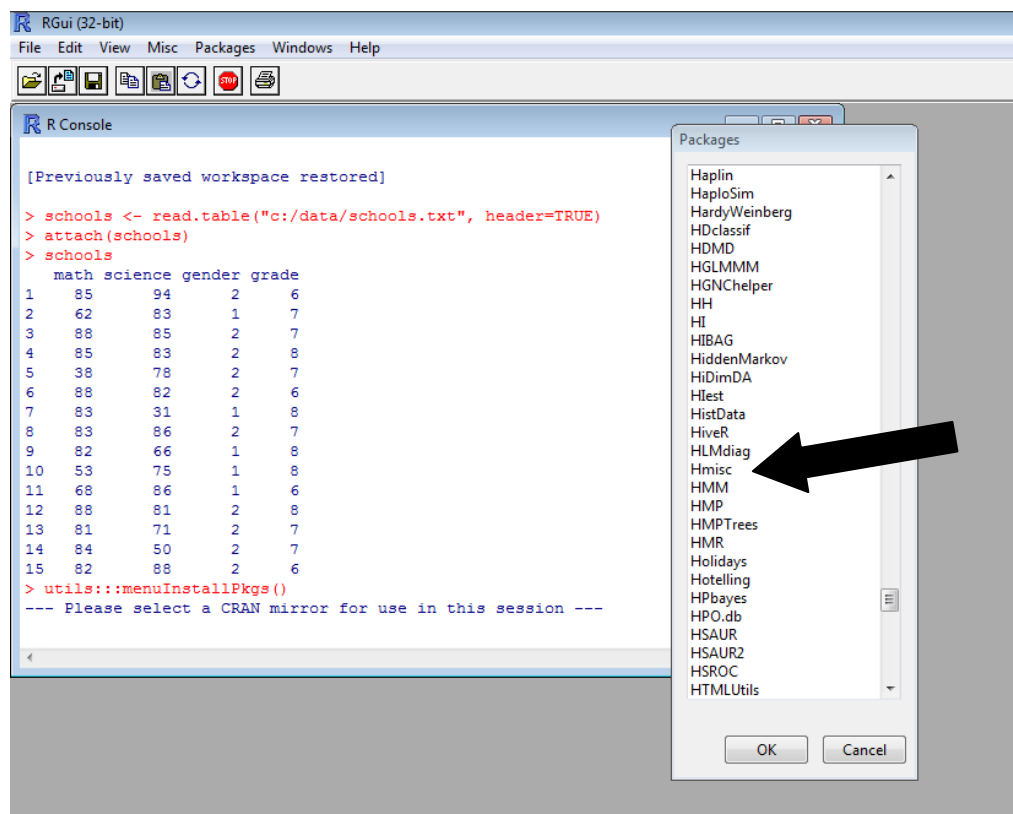 RGui (32-bit)
File Edit View Misc Packages Windows Help
STOP
R Console
[Previously saved workspace restored]
> schools <- read.table("c:/data/schools.txt", header=TRUE)
> attach(schools)
> schools
math science gender grade
1 85 94 2 6
2 62 83 1 7
3 88 85 2 7
4 85 83 2 8
5 38 78 2 7
6 88 82 2 6
7 83 31 1 8
8 83 86 2 7
9 82 66 1 8
10 53 75 1 8
11 68 86 1 6
12 88 81 2 8
13 81 71 2 7
14 84 50 2 7
15 82 88 2 6
> utils:::menuInstallPkgs()
--- Please select a CRAN mirror for use in this session ---
Packages
Haplin
HaploSim
HardyWeinberg
HDclassif
HDMD
HGLMMM
HGNChelper
HH
HI
HIBAG
HiddenMarkov
HiDimDA
HIest
HistData
HiveR
HLMdiag
Hmisc
HMM
HMP
HMPTrees
HMR
Holidays
Hotelling
HPbayes
HPO.db
HSAUR
HSAUR2
HSROC
HTMLUtils
OK Cancel